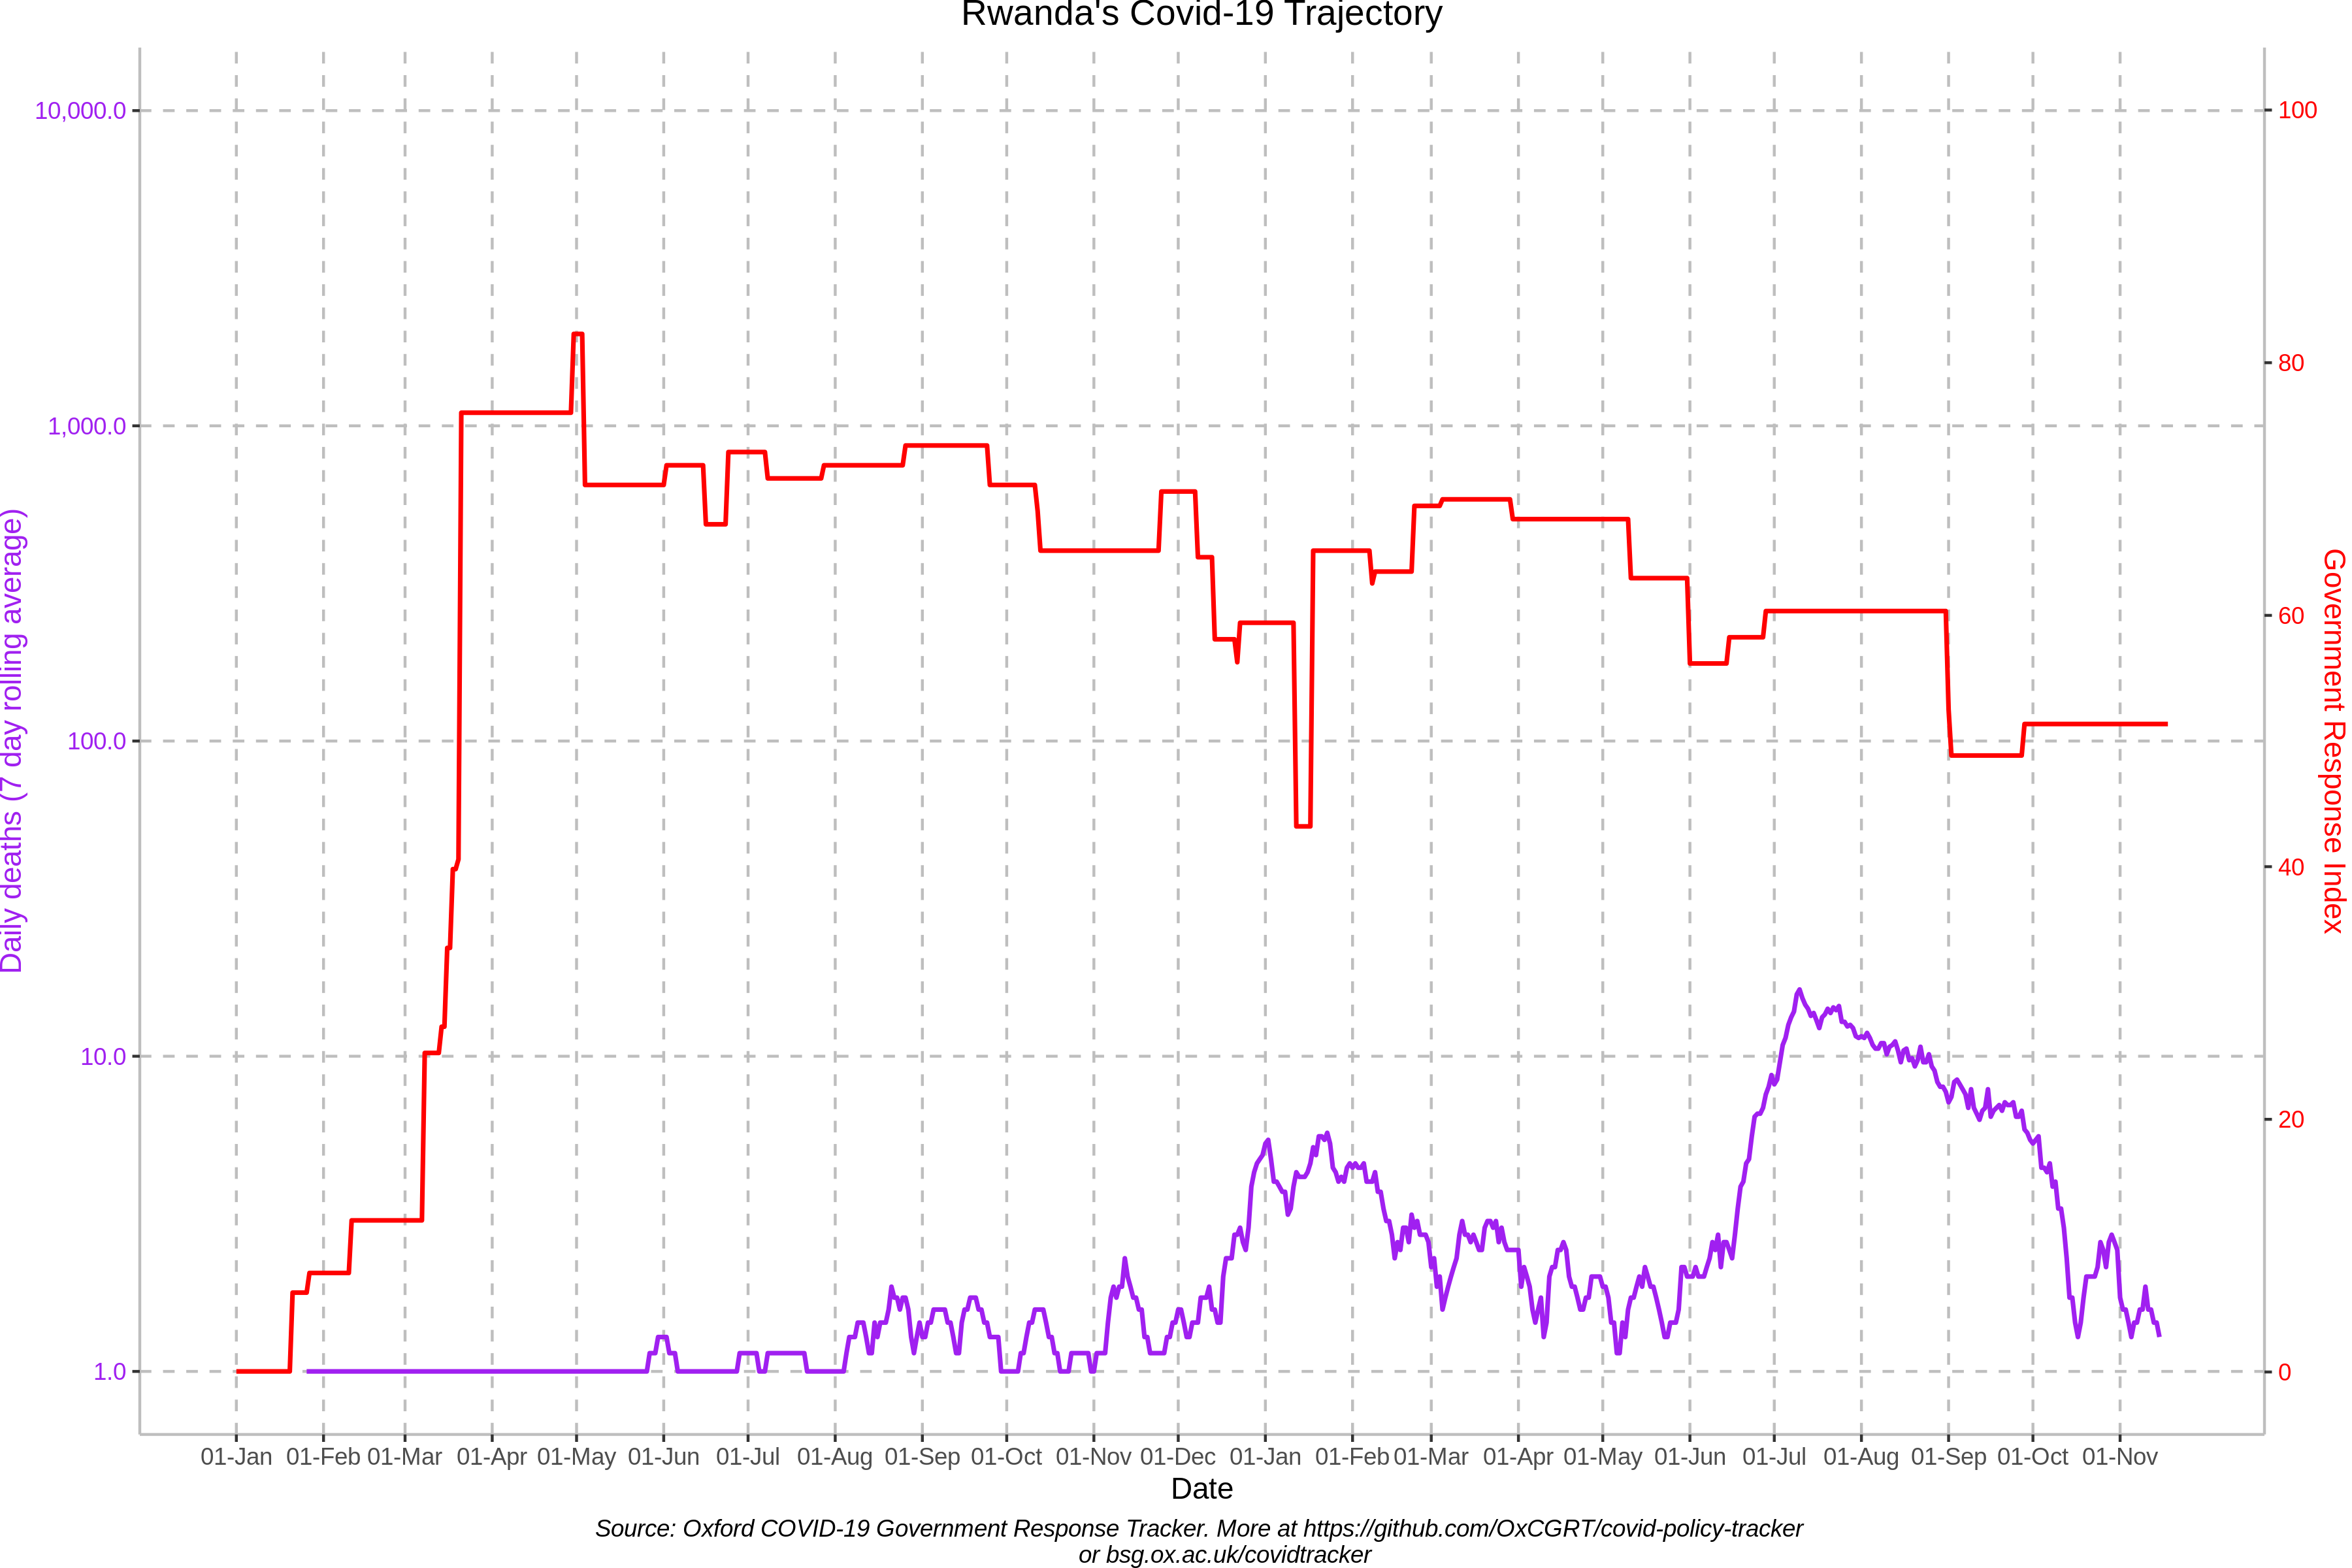 Rwanda's Covid-19 Trajectory
10,000.0
1,000.0
100.0
10.0
1.0
Daily deaths (7 day rolling average)
100
80
60
40
20
0
Government Response Index
01-Jan 01-Feb 01-Mar 01-Apr 01-May 01-Jun 01-Jul 01-Aug 01-Sep 01-Oct 01-Nov 01-Dec 01-Jan 01-Feb 01-Mar 01-Apr 01-May 01-Jun 01-Jul 01-Aug 01-Sep 01-Oct 01-Nov
Date
Source: Oxford COVID-19 Government Response Tracker. More at https://github.com/OxCGRT/covid-policy-tracker
or bsg.ox.ac.uk/covidtracker